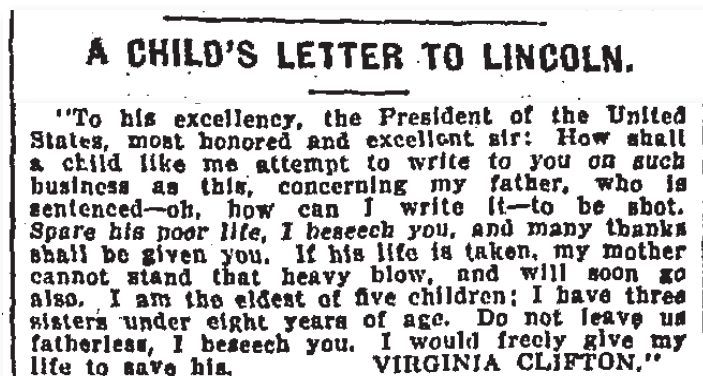 A CHILD'S LETTER TO LINCOLN.
"To his excellency, the President of the United
States, most honored and excellent sir: How shall
a child like me attempt to write to you on such
business as this, concerning my father, who is
sentenced—oh, how can I write it—to be shot.
Spare his poor life, I beseech you, and many thanks
shall be given you. If his life is taken, my mother
cannot stand that heavy blow, and will soon go
also. I am the eldest of five children; I have three
sisters under eight years of age. Do not leave us
fatherless, I beseech you. I would freely give my
life to save his. VIRGINIA CLIFTON."